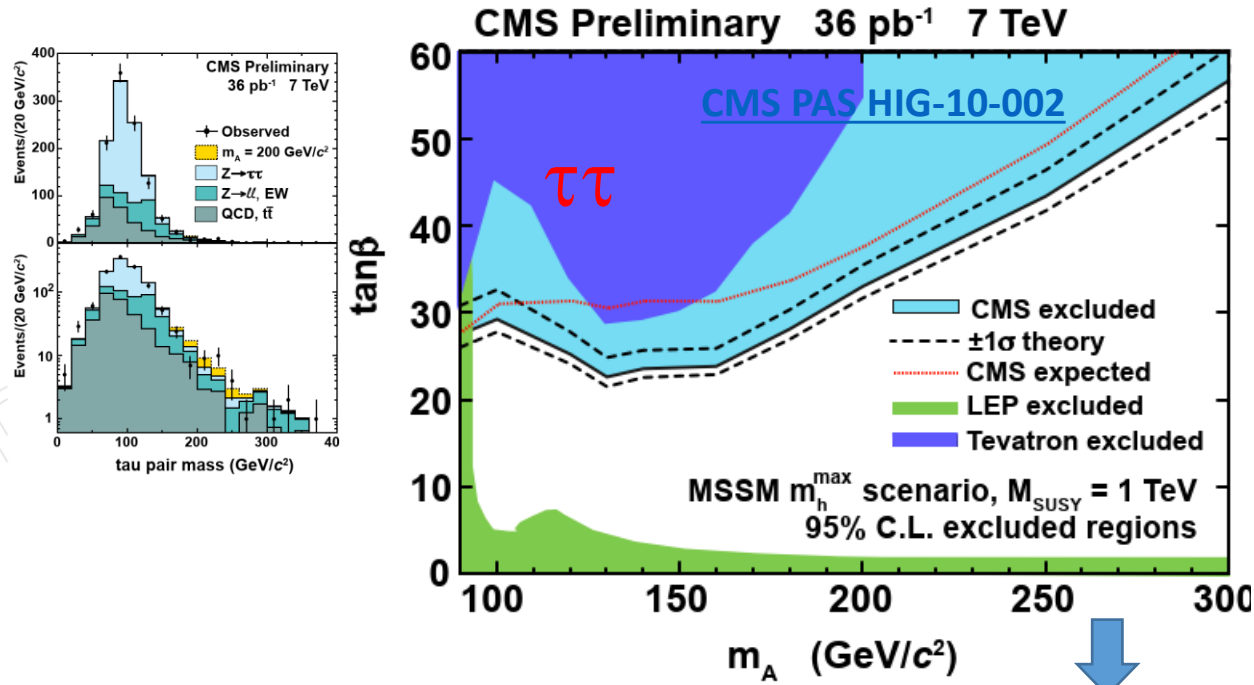 CMS Preliminary
36 pb⁻¹ 7 TeV
Observed
m_A = 200 GeV/c²
Z→ττ
Z→ℓℓ, EW
QCD, tt̄
Events/(20 GeV/c²)
400
300
200
100
0
Events/(20 GeV/c²)
10²
10
1
0 100 200 300 40
tau pair mass (GeV/c²)
CMS Preliminary 36 pb⁻¹ 7 TeV
CMS PAS HIG-10-002
ττ
tanβ
60
50
40
30
20
10
0
CMS excluded
±1σ theory
CMS expected
LEP excluded
Tevatron excluded
MSSM m_h^max scenario, M_SUSY = 1 TeV
95% C.L. excluded regions
100 150 200 250 300
m_A (GeV/c²)